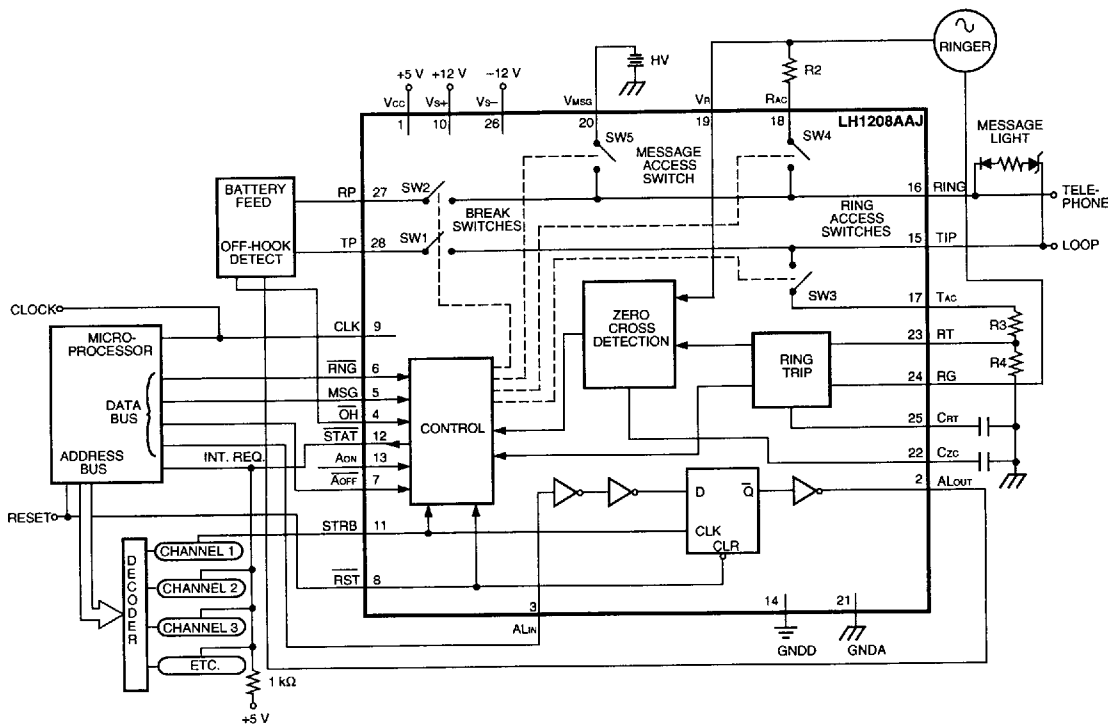 RINGER
HV
R2
+5 V
+12 V
−12 V
VCC
VS+
VS−
VMSG
VR
RAC
1
10
26
20
19
18
LH1208AAJ
MESSAGE
LIGHT
SW5
MESSAGE
ACCESS
SWITCH
SW4
BATTERY
FEED
OFF-HOOK
DETECT
RP
27
SW2
BREAK
SWITCHES
RING
ACCESS
SWITCHES
16
RING
TELE-
PHONE
TP
28
SW1
15
TIP
LOOP
SW3
17
TAC
R3
CLOCK
CLK
9
MICRO-
PROCESSOR
DATA
BUS
ADDRESS
BUS
ZERO
CROSS
DETECTION
RING
TRIP
23
RT
R4
24
RG
RNG
6
MSG
5
OH
4
STAT
12
INT. REQ.
AON
13
AOFF
7
CONTROL
25
CRT
22
CZC
2
ALOUT
D
Q
CLK
CLR
RESET
STRB
11
RST
8
DECODER
CHANNEL 1
CHANNEL 2
CHANNEL 3
ETC.
3
ALIN
14
GNDD
21
GNDA
1 kΩ
+5 V